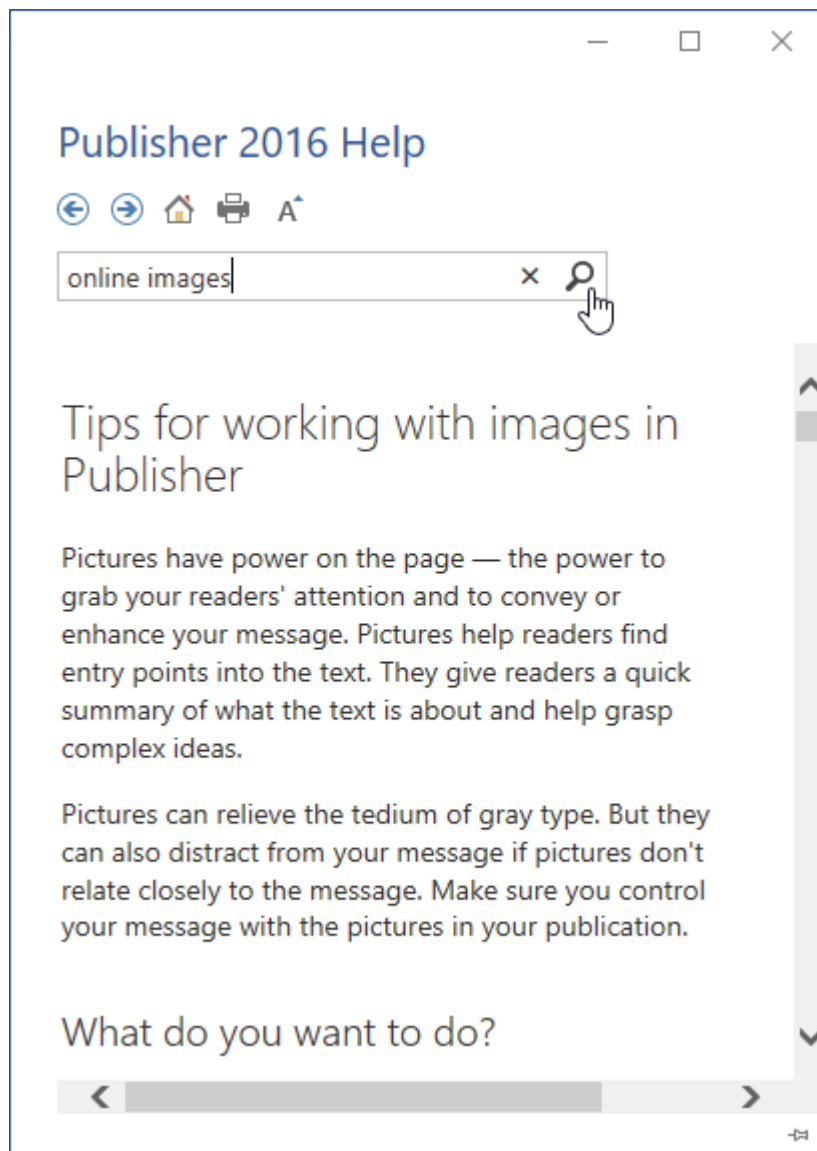 Publisher 2016 Help
A
online images
Tips for working with images in
Publisher
Pictures have power on the page — the power to
grab your readers' attention and to convey or
enhance your message. Pictures help readers find
entry points into the text. They give readers a quick
summary of what the text is about and help grasp
complex ideas.
Pictures can relieve the tedium of gray type. But they
can also distract from your message if pictures don't
relate closely to the message. Make sure you control
your message with the pictures in your publication.
What do you want to do?